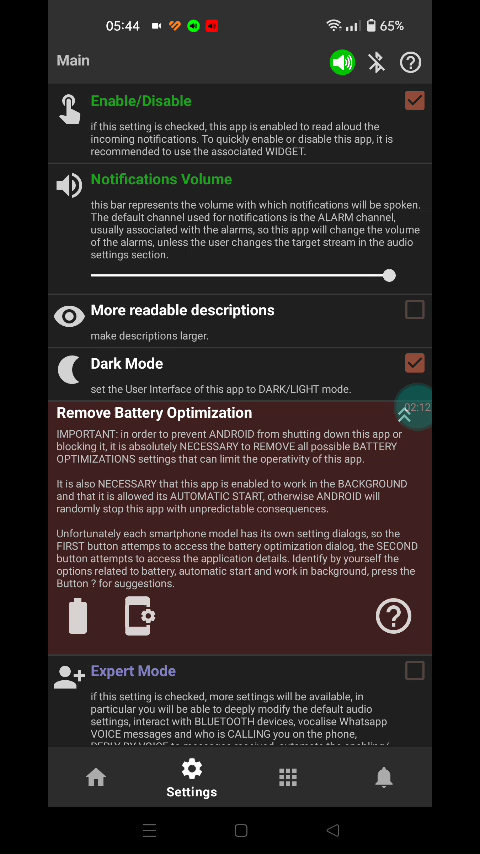 05:44
65%
Main
Enable/Disable
if this setting is checked, this app is enabled to read aloud the
incoming notifications. To quickly enable or disable this app, it is
recommended to use the associated WIDGET.
Notifications Volume
this bar represents the volume with which notifications will be spoken.
The default channel used for notifications is the ALARM channel,
usually associated with the alarms, so this app will change the volume
of the alarms, unless the user changes the target stream in the audio
settings section.
More readable descriptions
make descriptions larger.
Dark Mode
set the User Interface of this app to DARK/LIGHT mode.
02:12
Remove Battery Optimization
IMPORTANT: in order to prevent ANDROID from shutting down this app or
blocking it, it is absolutely NECESSARY to REMOVE all possible BATTERY
OPTIMIZATIONS settings that can limit the operativity of this app.
It is also NECESSARY that this app is enabled to work in the BACKGROUND
and that it is allowed its AUTOMATIC START, otherwise ANDROID will
randomly stop this app with unpredictable consequences.
Unfortunately each smartphone model has its own setting dialogs, so the
FIRST button attemps to access the battery optimization dialog, the SECOND
button attempts to access the application details. Identify by yourself the
options related to battery, automatic start and work in background, press the
Button ? for suggestions.
Expert Mode
if this setting is checked, more settings will be available, in
particular you will be able to deeply modify the default audio
settings, interact with BLUETOOTH devices, vocalise Whatsapp
VOICE messages and who is CALLING you on the phone,
REPLY BY VOICE to messages received, automate the enabling/
Settings